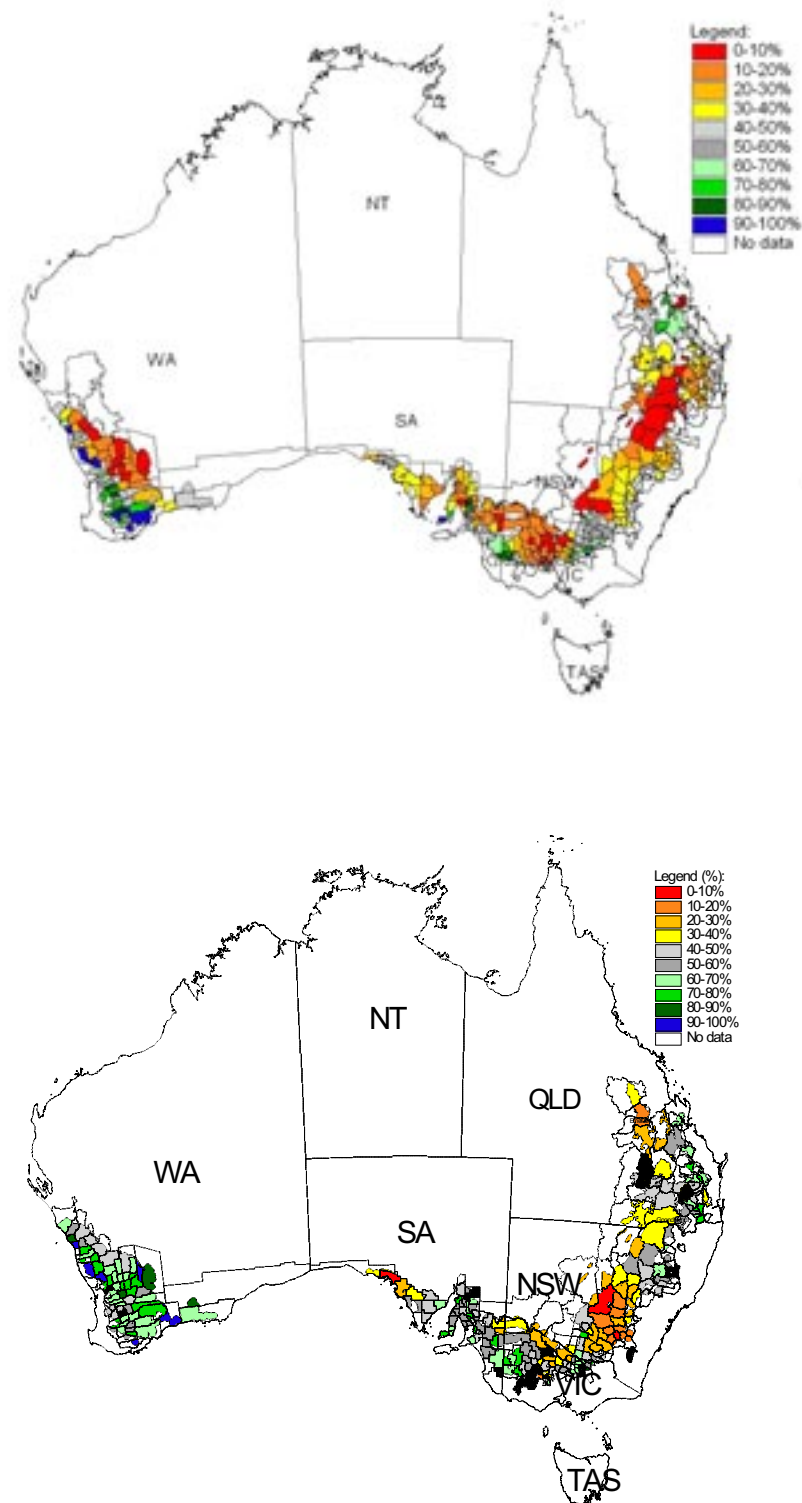 Legend:
0-10%
10-20%
20-30%
30-40%
40-50%
50-60%
60-70%
70-80%
80-90%
90-100%
No data
NT
WA
SA
NSW
VIC
TAS
Legend (%):
0-10%
10-20%
20-30%
30-40%
40-50%
50-60%
60-70%
70-80%
80-90%
90-100%
No data
NT
QLD
WA
SA
NSW
VIC
TAS